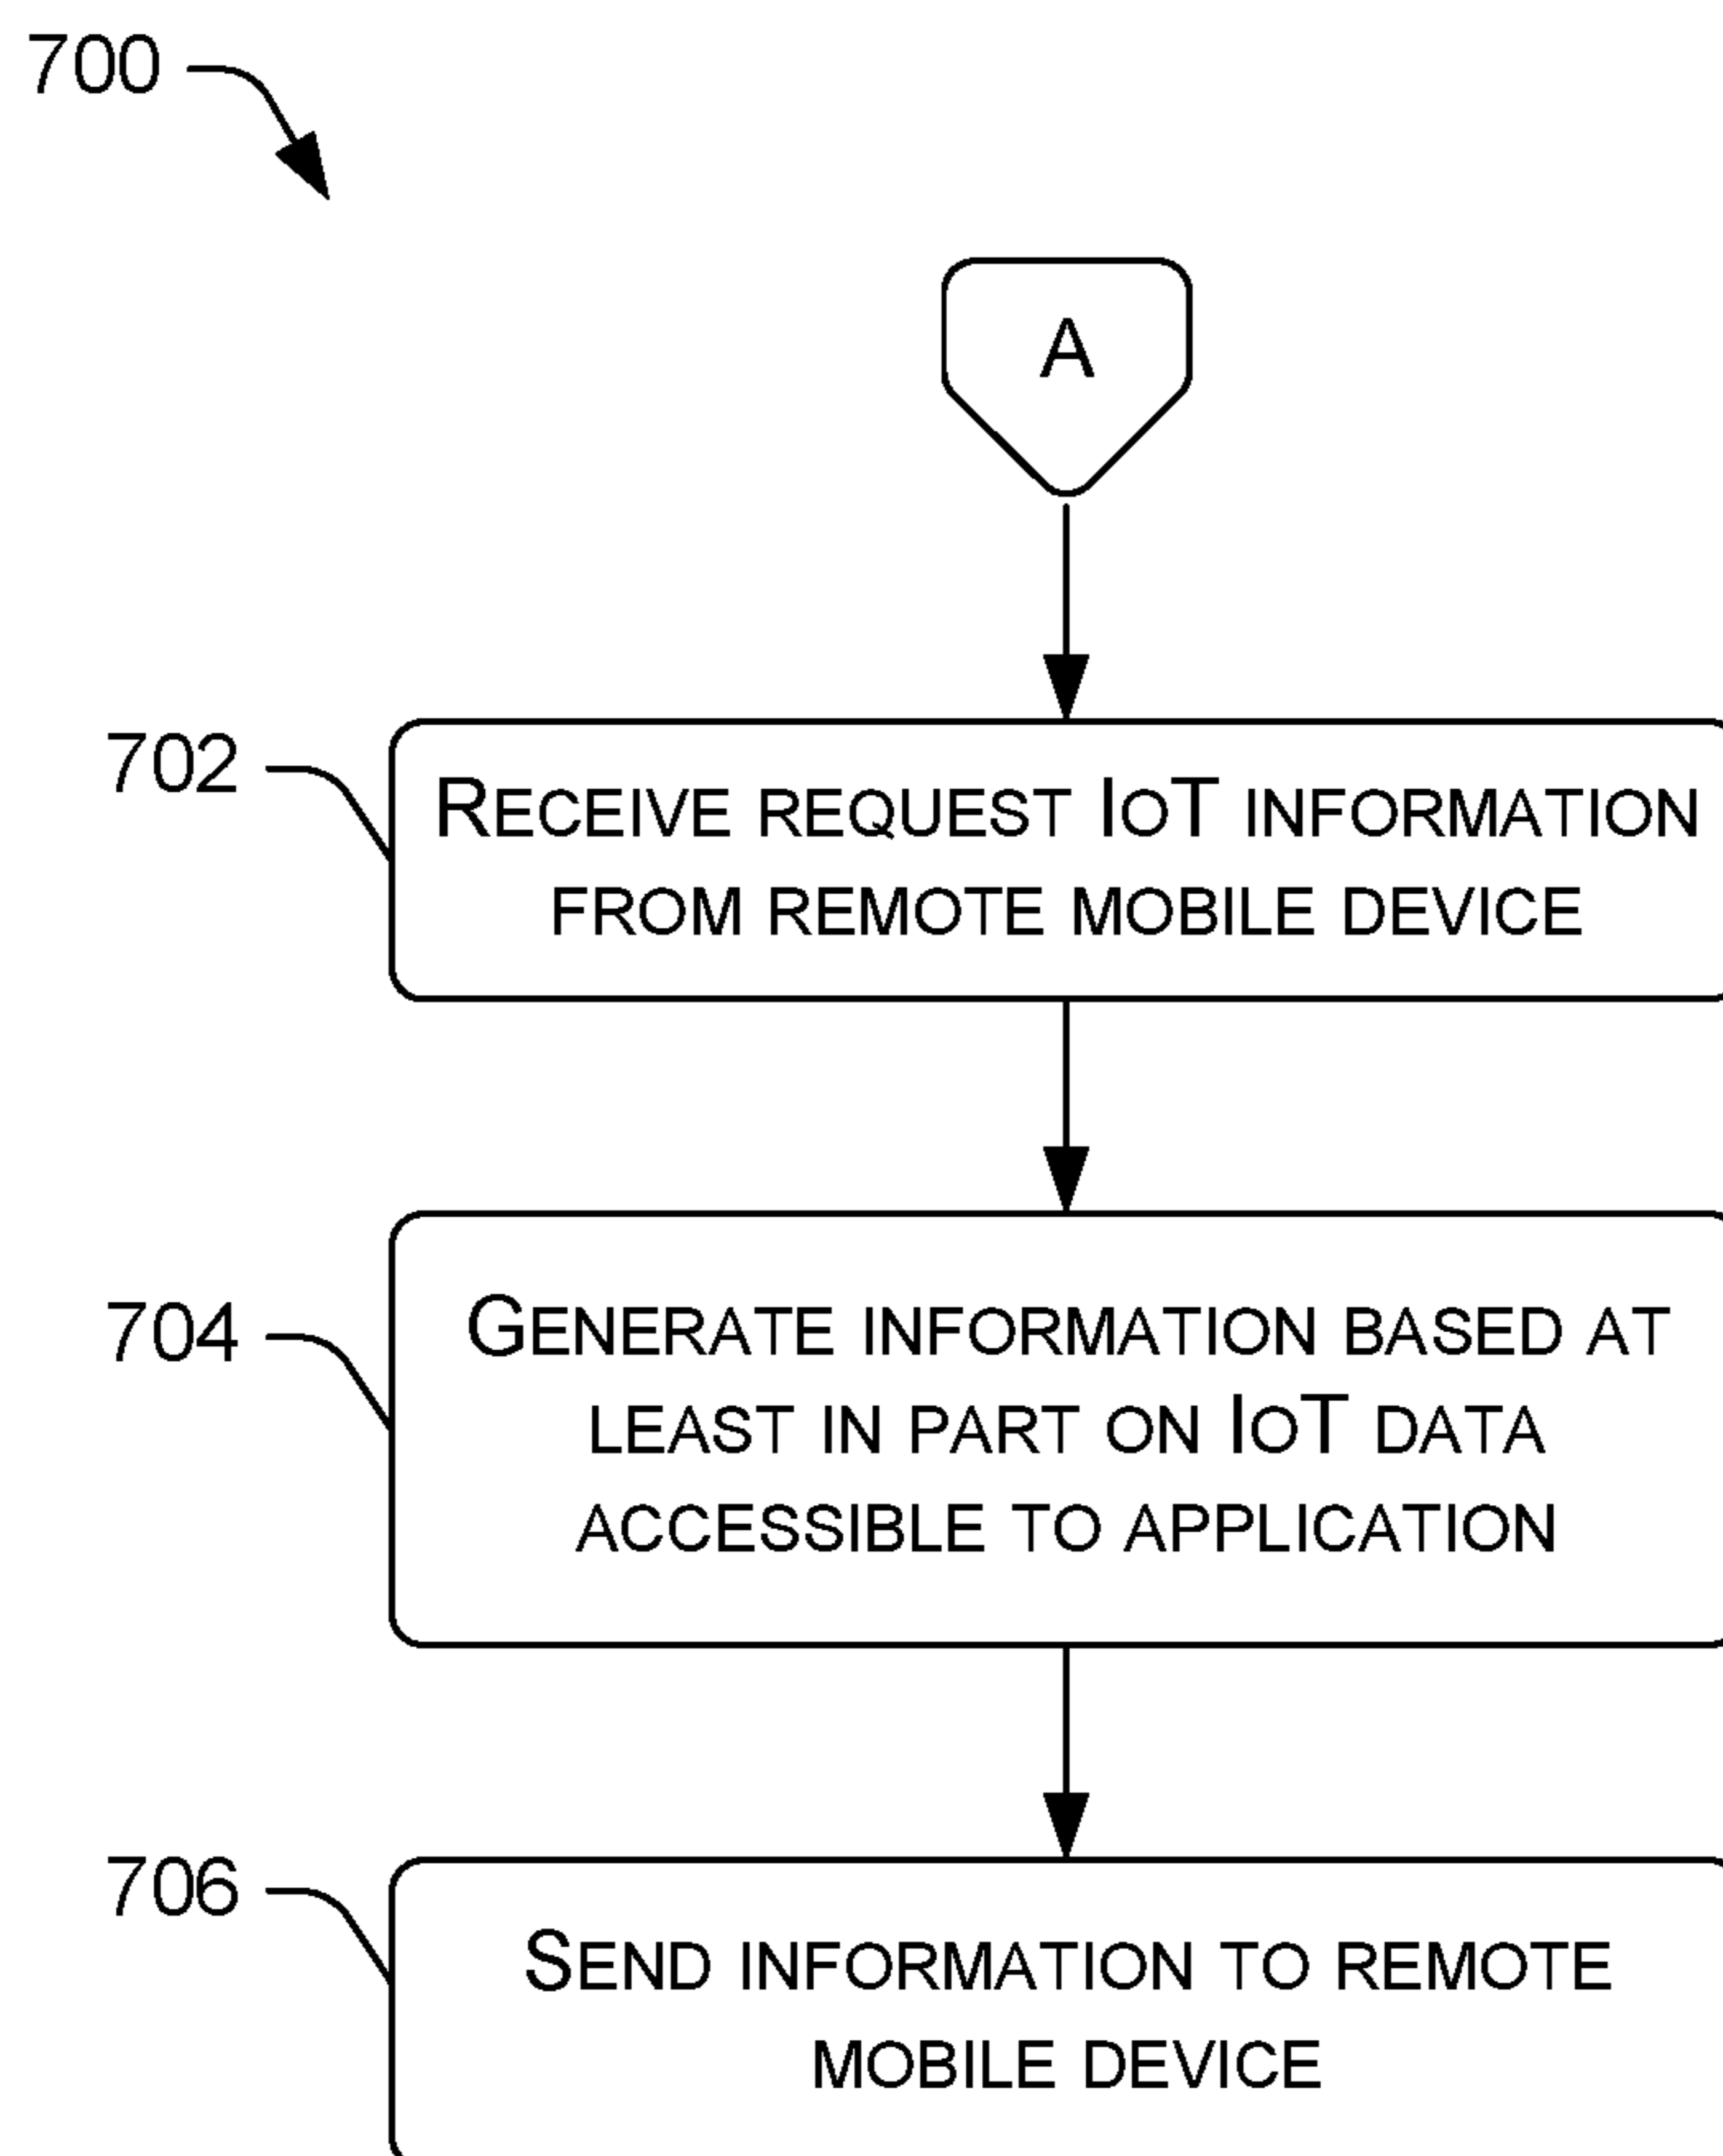 700
A
702
RECEIVE REQUEST IOT INFORMATION
FROM REMOTE MOBILE DEVICE
704
GENERATE INFORMATION BASED AT
LEAST IN PART ON IOT DATA
ACCESSIBLE TO APPLICATION
706
SEND INFORMATION TO REMOTE
MOBILE DEVICE